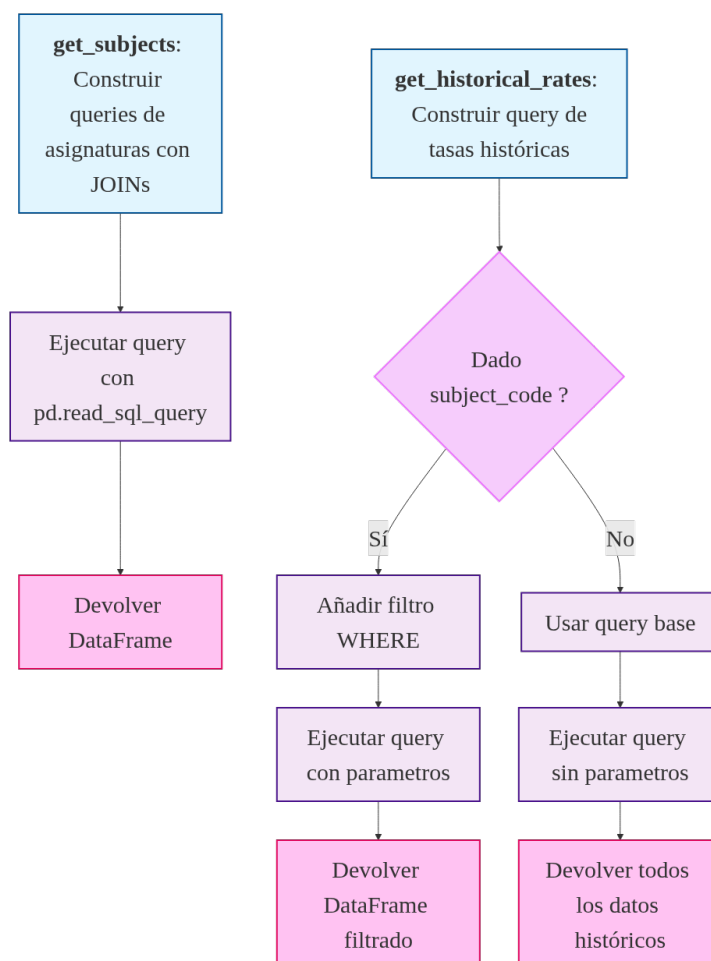 get_subjects:
Construir
queries de
asignaturas con
JOINs
Ejecutar query
con
pd.read_sql_query
Devolver
DataFrame
get_historical_rates:
Construir query de
tasas históricas
Dado
subject_code ?
Sí
No
Añadir filtro
WHERE
Usar query base
Ejecutar query
con parametros
Ejecutar query
sin parametros
Devolver
DataFrame
filtrado
Devolver todos
los datos
históricos